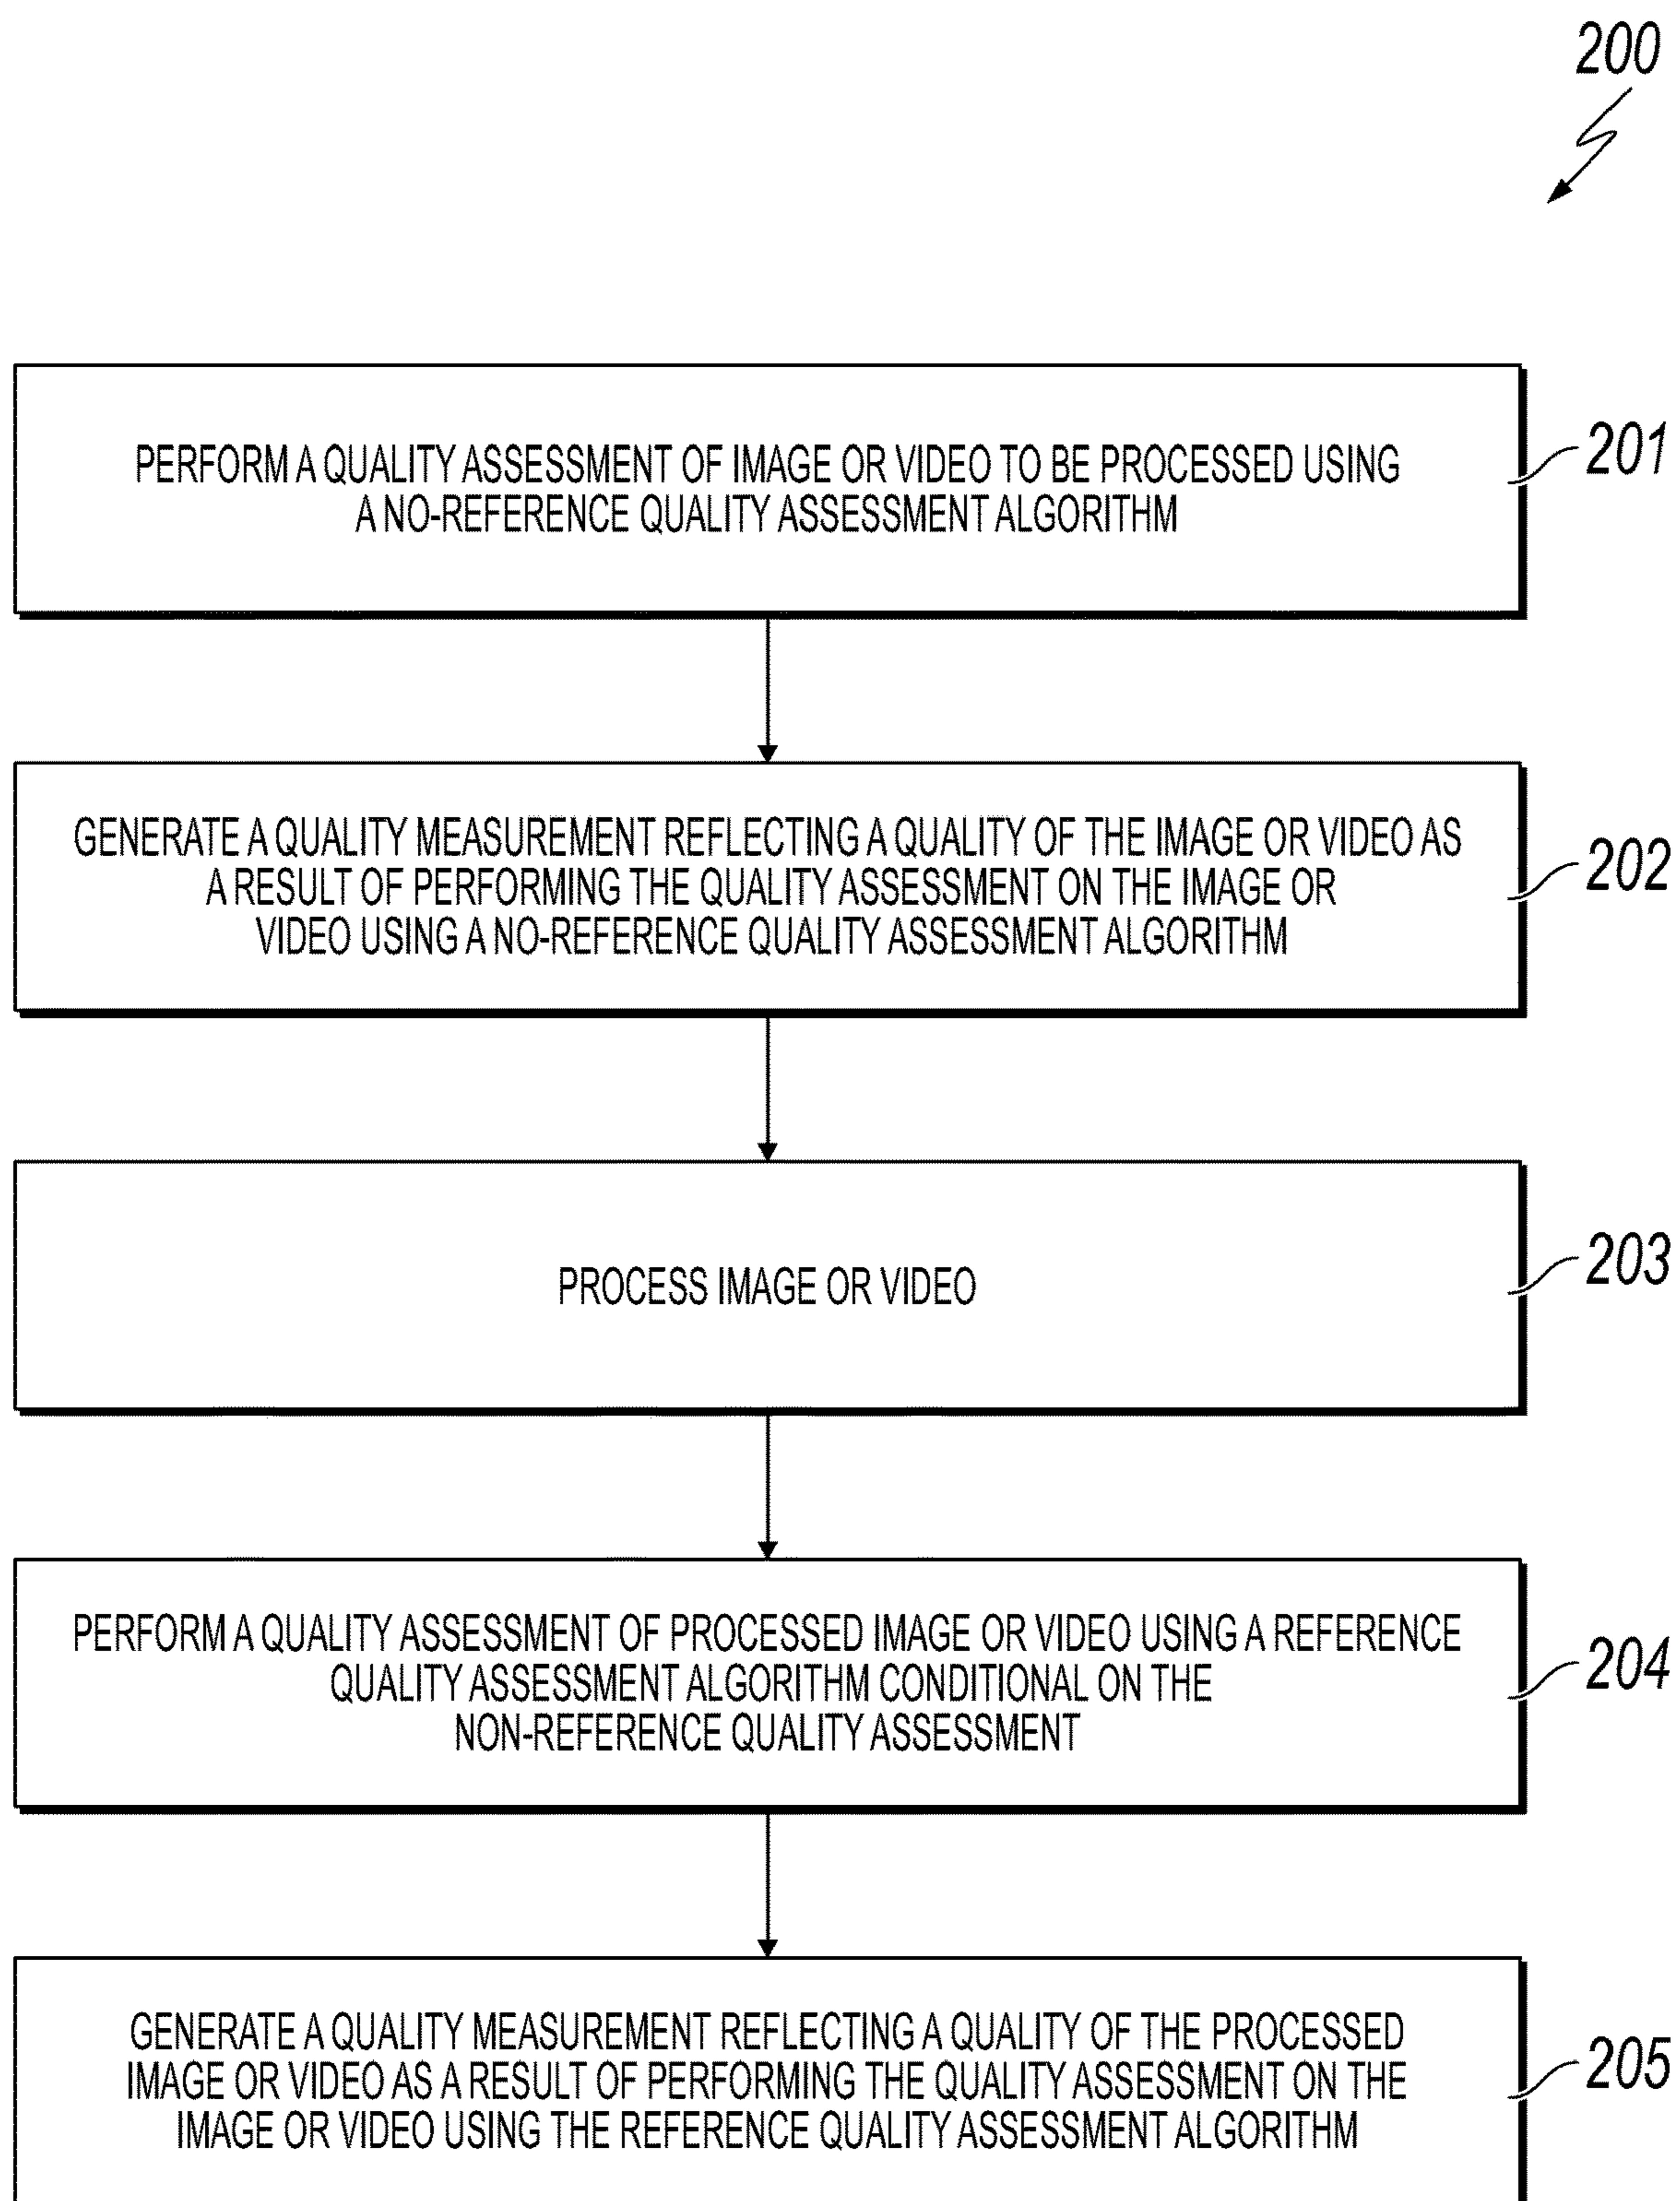 200
PERFORM A QUALITY ASSESSMENT OF IMAGE OR VIDEO TO BE PROCESSED USING
A NO-REFERENCE QUALITY ASSESSMENT ALGORITHM
201
GENERATE A QUALITY MEASUREMENT REFLECTING A QUALITY OF THE IMAGE OR VIDEO AS
A RESULT OF PERFORMING THE QUALITY ASSESSMENT ON THE IMAGE OR
VIDEO USING A NO-REFERENCE QUALITY ASSESSMENT ALGORITHM
202
PROCESS IMAGE OR VIDEO
203
PERFORM A QUALITY ASSESSMENT OF PROCESSED IMAGE OR VIDEO USING A REFERENCE
QUALITY ASSESSMENT ALGORITHM CONDITIONAL ON THE
NON-REFERENCE QUALITY ASSESSMENT
204
GENERATE A QUALITY MEASUREMENT REFLECTING A QUALITY OF THE PROCESSED
IMAGE OR VIDEO AS A RESULT OF PERFORMING THE QUALITY ASSESSMENT ON THE
IMAGE OR VIDEO USING THE REFERENCE QUALITY ASSESSMENT ALGORITHM
205